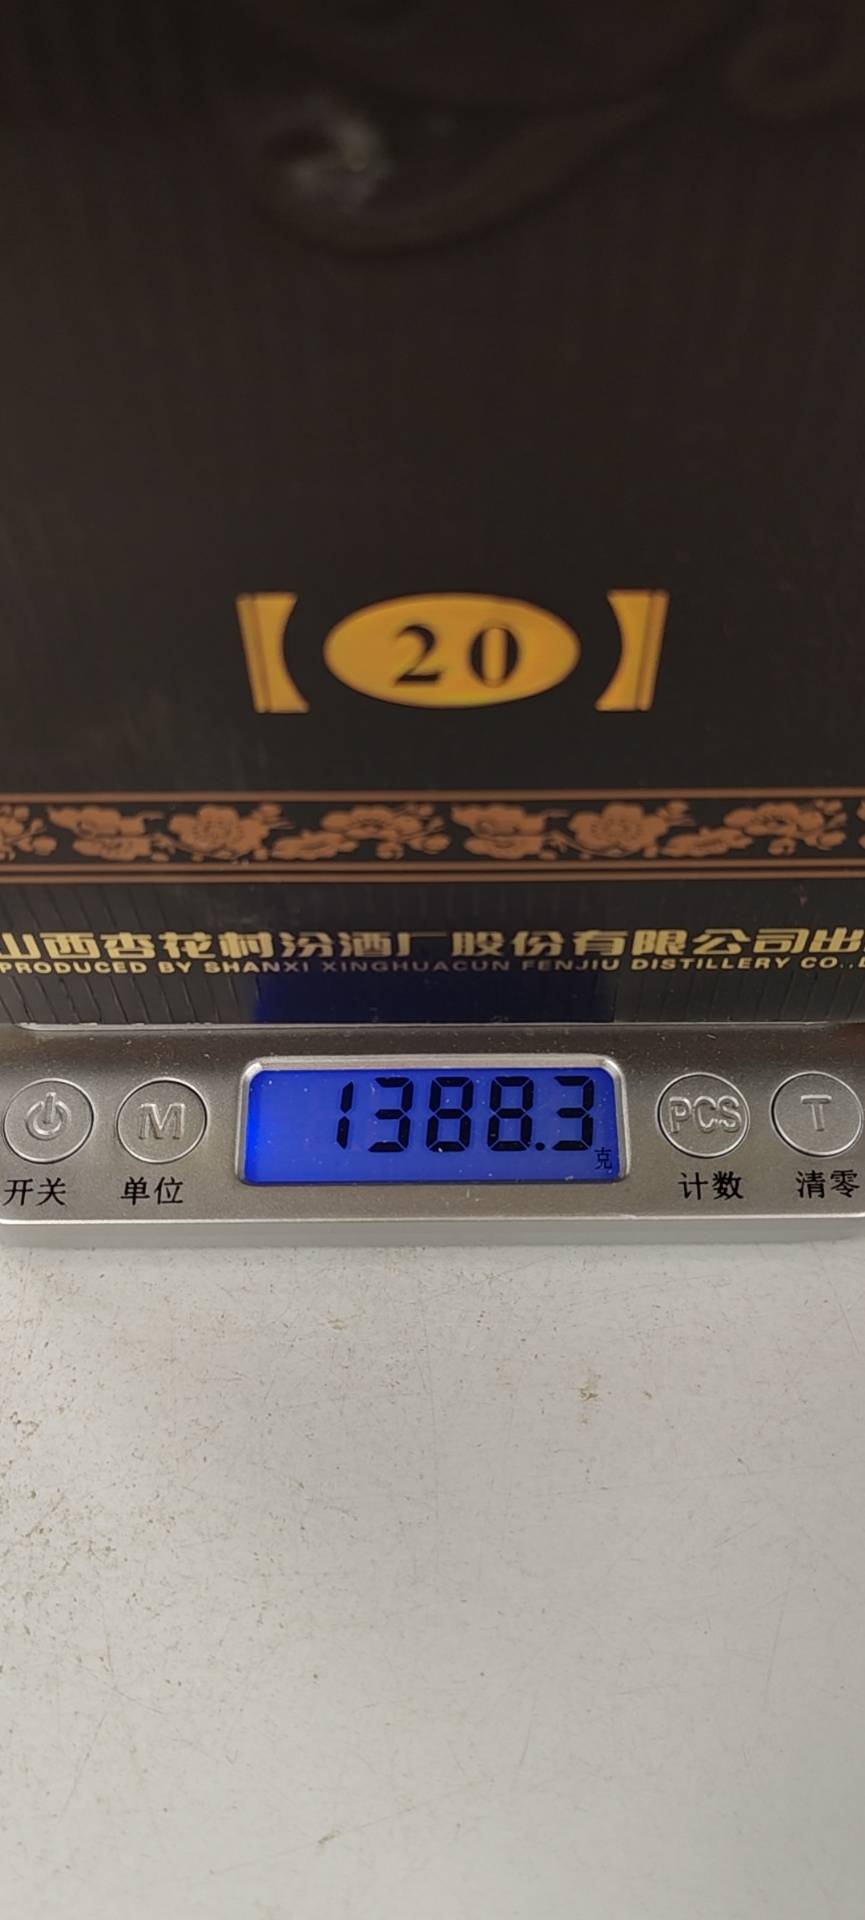 【20】
山西杏花村汾酒厂股份有限公司出
PRODUCED BY SHANXI XINGHUACUN FENJIU DISTILLERY CO.,
1388.3
克
M PCS T
开关 单位 计数 清零